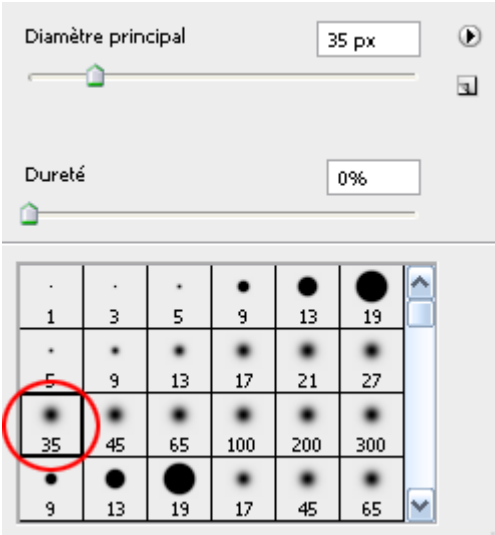 Diamètre principal 35 px
Dureté 0%
1 3 5 9 13 19
5 9 13 17 21 27
35 45 65 100 200 300
9 13 19 17 45 65